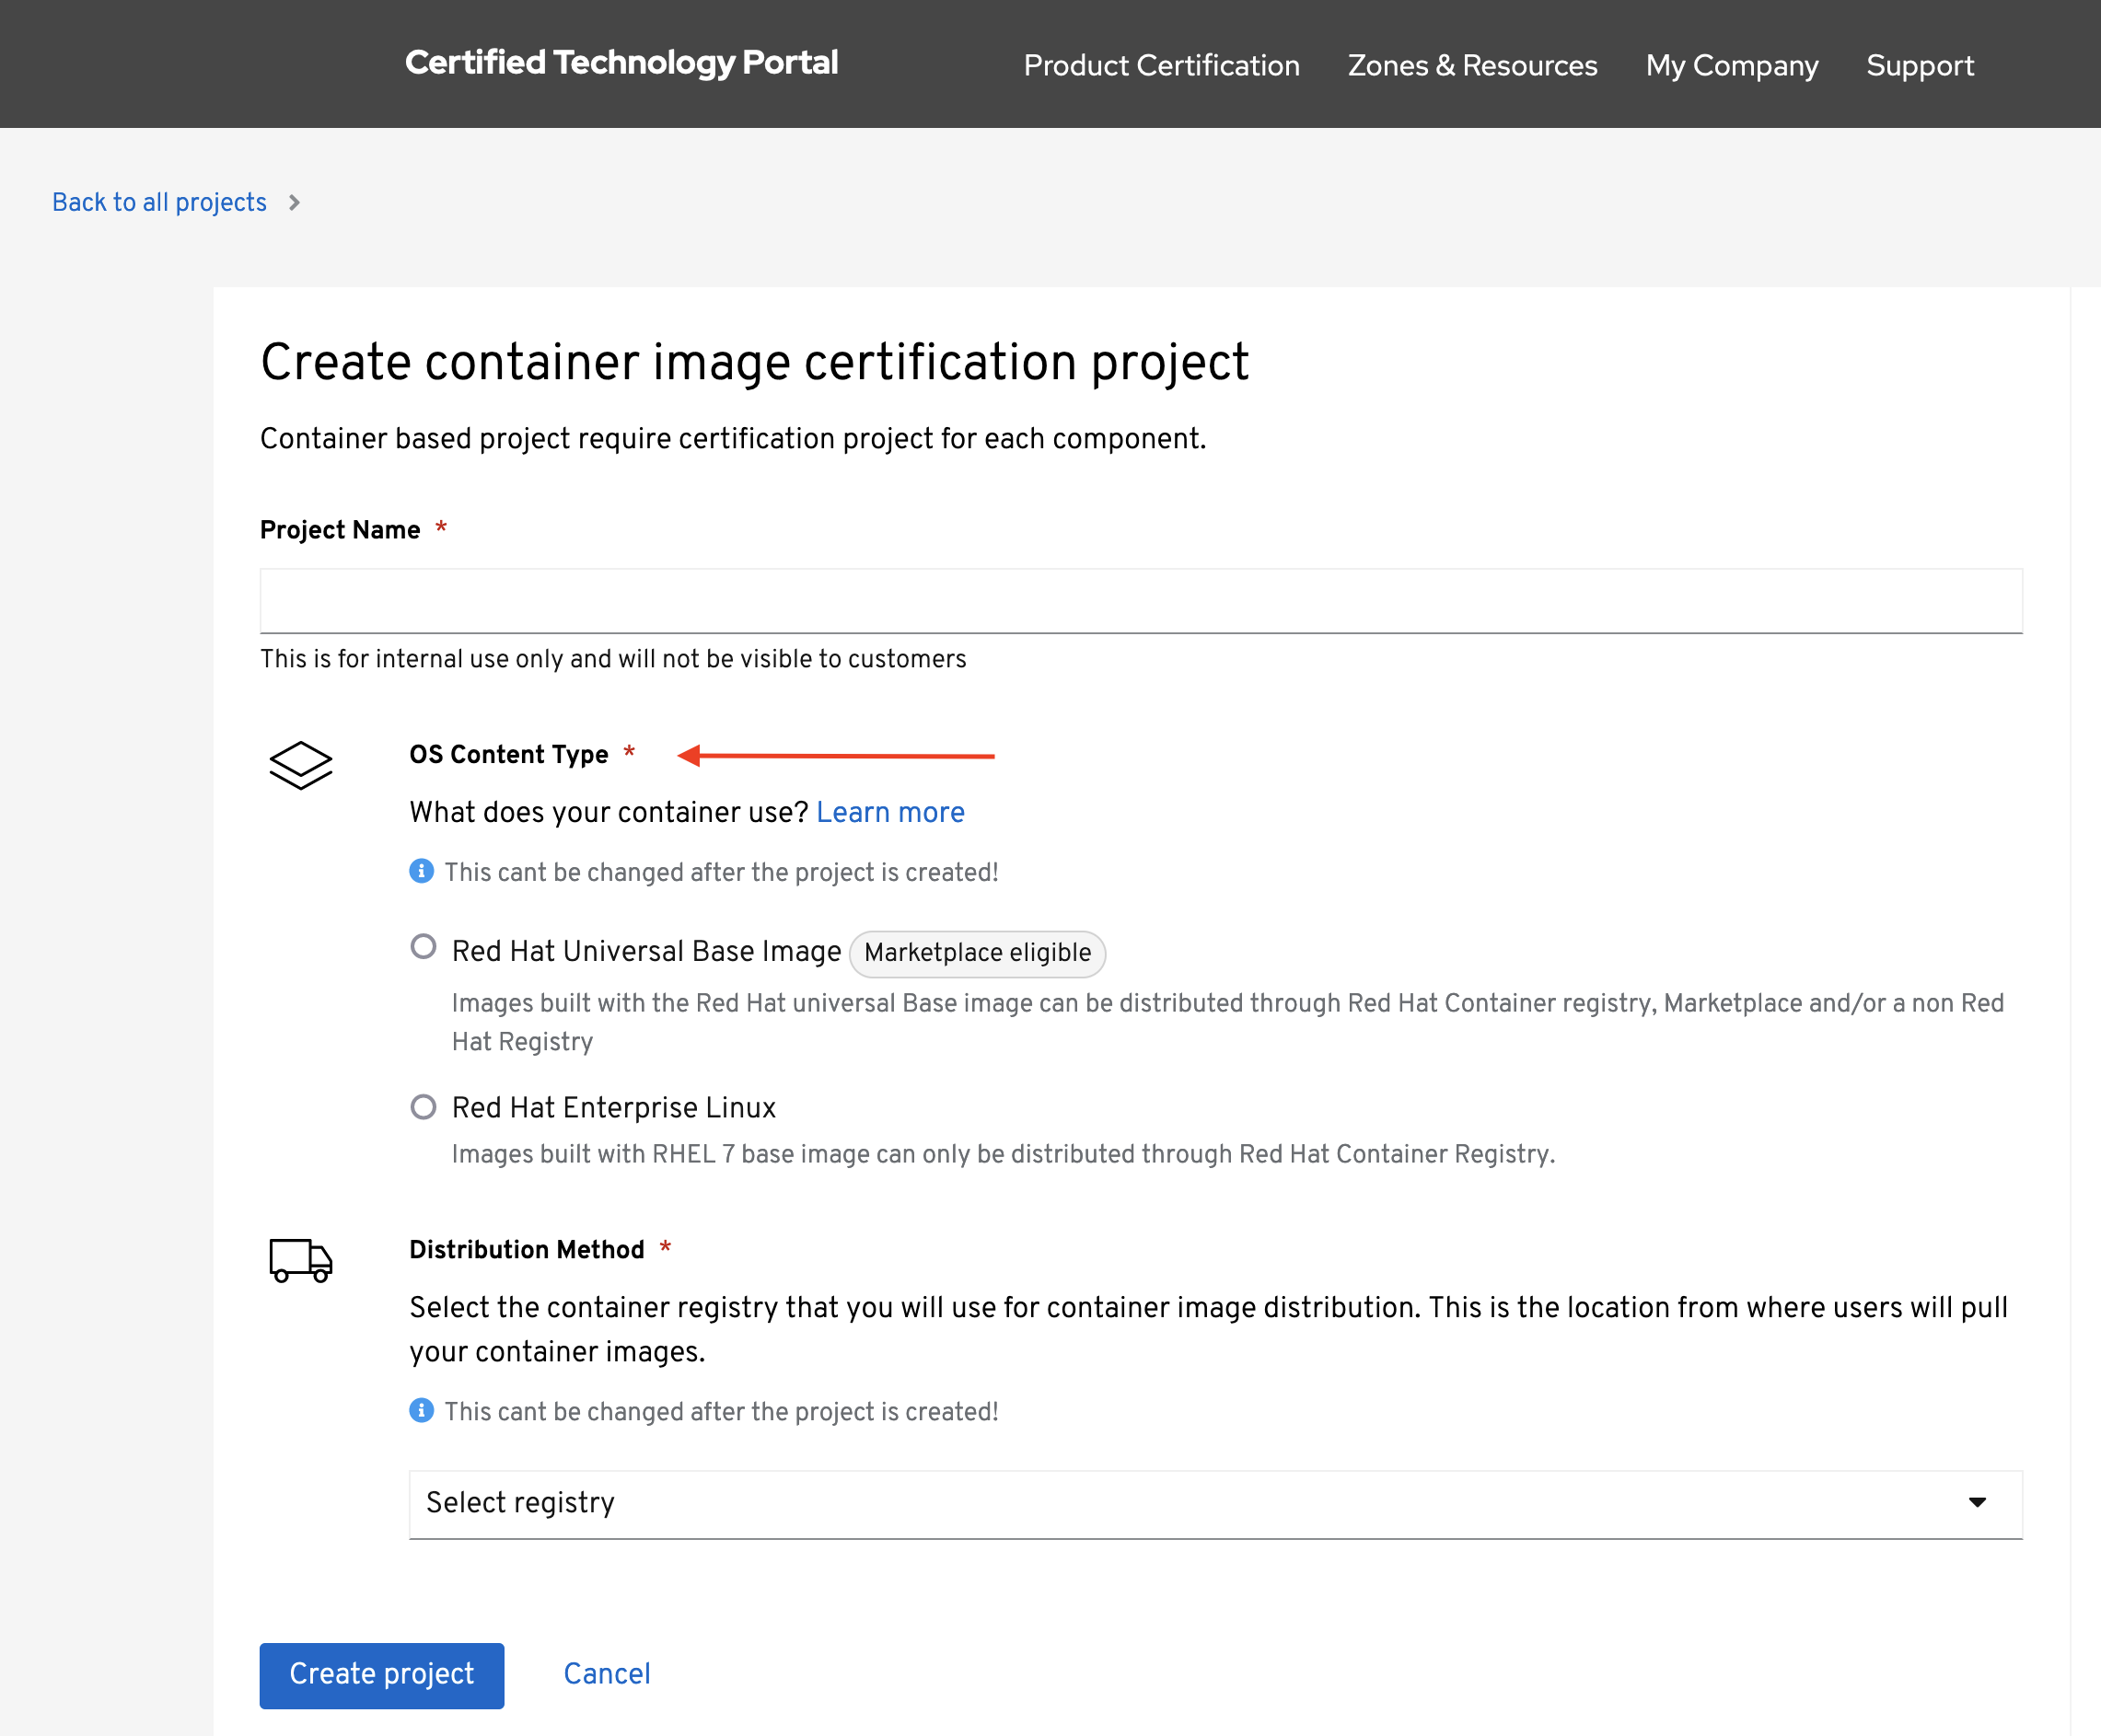 Certified Technology Portal
Product Certification
Zones & Resources
My Company
Support
Back to all projects
Create container image certification project
Container based project require certification project for each component.
Project Name *
This is for internal use only and will not be visible to customers
OS Content Type *
What does your container use? Learn more
This cant be changed after the project is created!
Red Hat Universal Base Image Marketplace eligible
Images built with the Red Hat universal Base image can be distributed through Red Hat Container registry, Marketplace and/or a non Red
Hat Registry
Red Hat Enterprise Linux
Images built with RHEL 7 base image can only be distributed through Red Hat Container Registry.
Distribution Method *
Select the container registry that you will use for container image distribution. This is the location from where users will pull
your container images.
This cant be changed after the project is created!
Select registry
Create project
Cancel